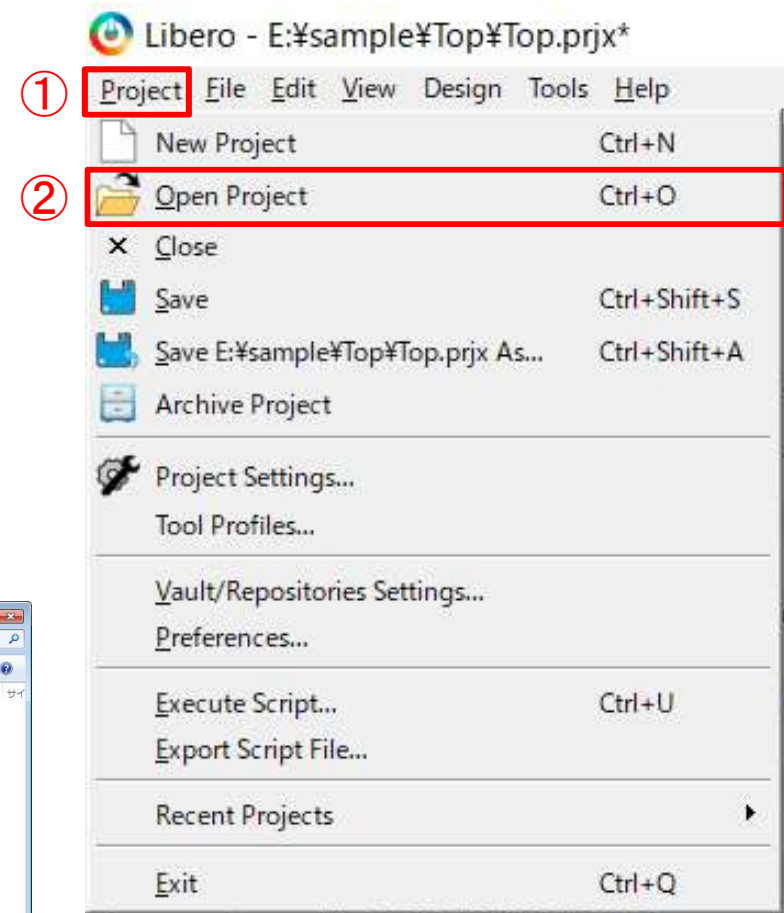 Libero - E:¥sample¥Top¥Top.prjx*
① Project File Edit View Design Tools Help
New Project Ctrl+N
② Open Project Ctrl+O
Close
Save Ctrl+Shift+S
Save E:¥sample¥Top¥Top.prjx As... Ctrl+Shift+A
Archive Project
Project Settings...
Tool Profiles...
Vault/Repositories Settings...
Preferences...
サイ
Execute Script... Ctrl+U
Export Script File...
Recent Projects
Exit Ctrl+Q